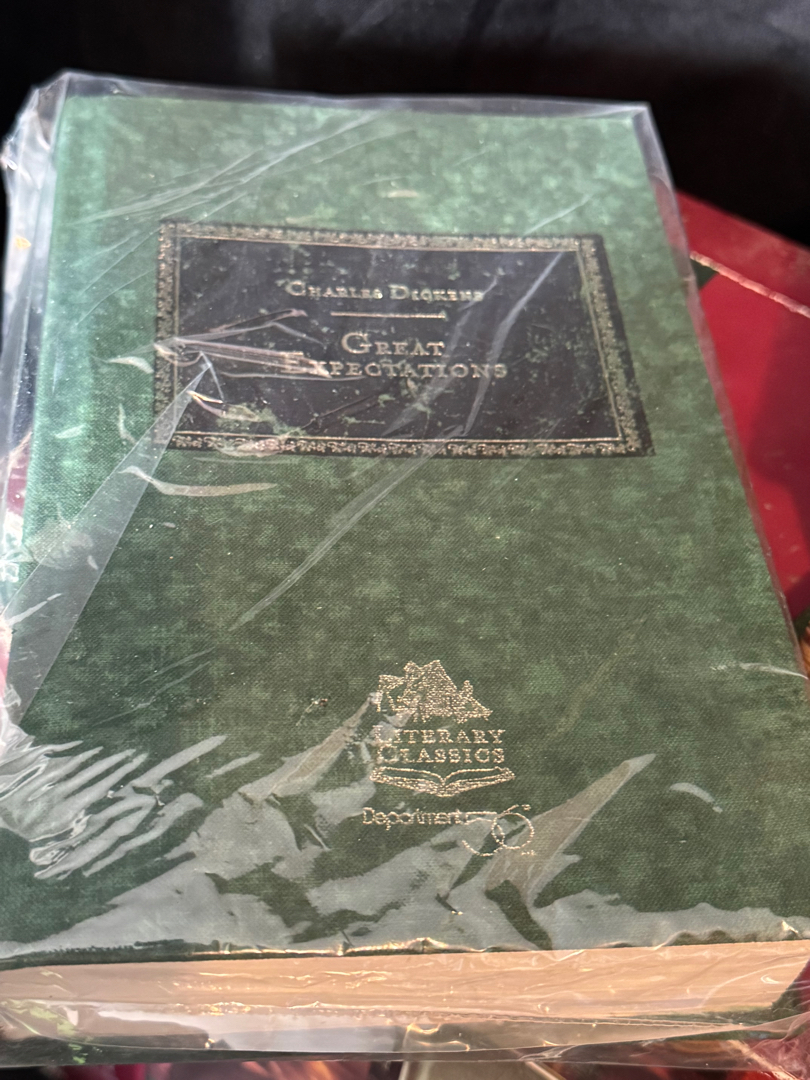 CHARLES DICKENS
GREAT
EXPECTATIONS
LITERARY
CLASSICS
Department 56